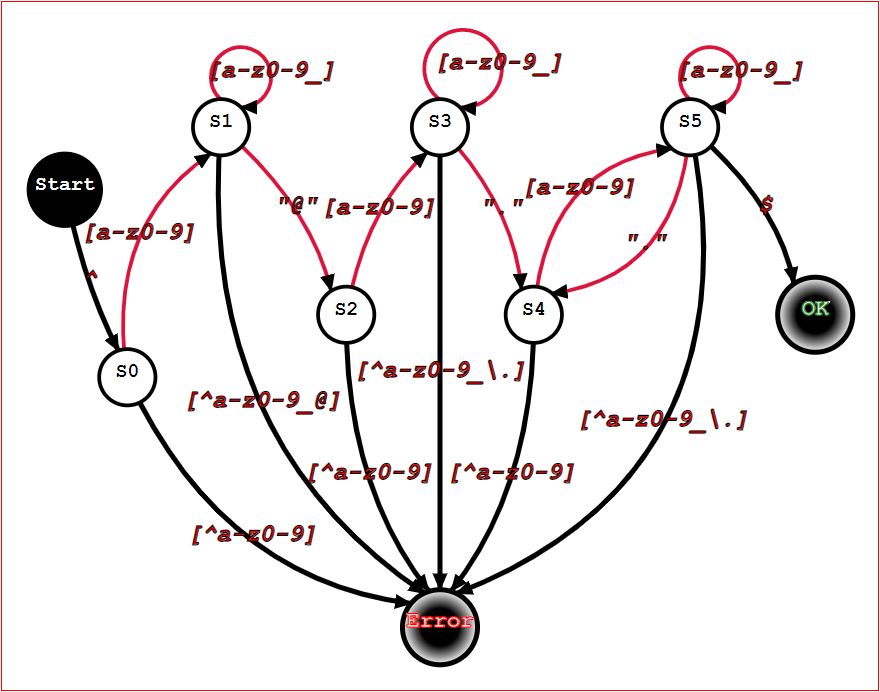 [a-z0-9_]
[a-z0-9_]
[a-z0-9_]
S1
S3
S5
Start
[a-z0-9]
"@"
[a-z0-9]
"."
[a-z0-9]
"."
$
^
S0
S2
S4
OK
[^a-z0-9_@]
[^a-z0-9_\.]
[^a-z0-9_\.]
[^a-z0-9]
[^a-z0-9]
[^a-z0-9]
Error